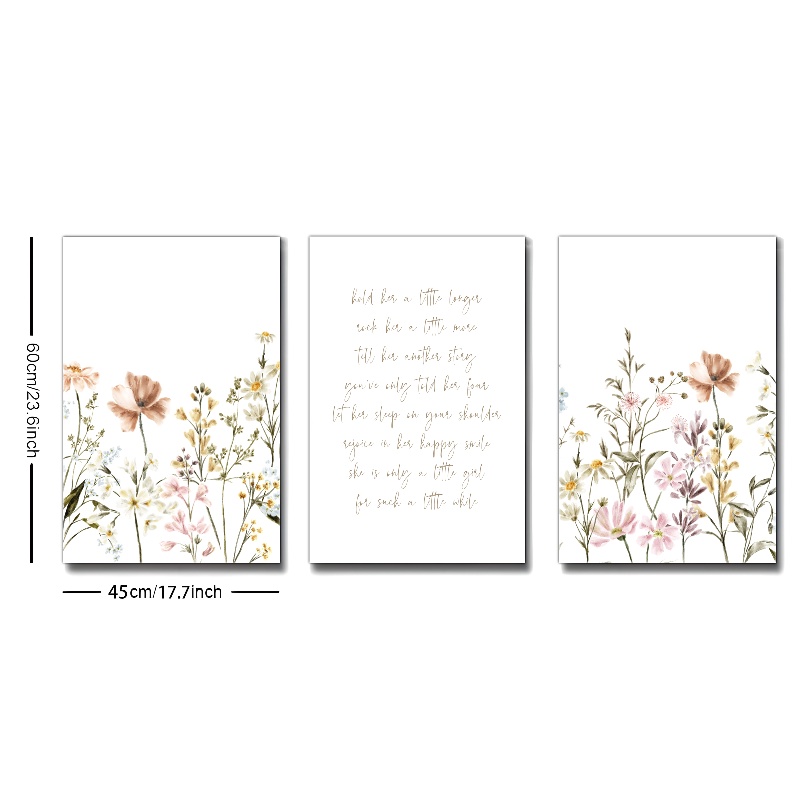 hold her a little longer
rock her a little more
tell her another story
you've only told her four
let her sleep on your shoulder
rejoice in her happy smile
she is only a little girl
for such a little while
60cm/23.6inch
45cm/17.7inch